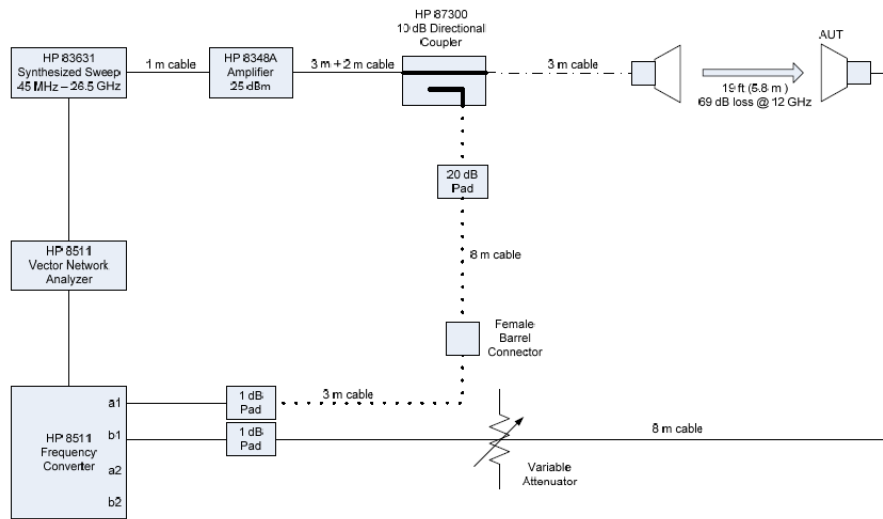 HP 87300
10 dB Directional
Coupler
HP 83631
Synthesized Sweep
45 MHz – 26.5 GHz
1 m cable
HP 8348A
Amplifier
25 dBm
3 m + 2 m cable
3 m cable
AUT
19 ft (5.8 m)
69 dB loss @ 12 GHz
20 dB
Pad
HP 8511
Vector Network
Analyzer
8 m cable
Female
Barrel
Connector
HP 8511
Frequency
Converter
a1
b1
a2
b2
1 dB
Pad
1 dB
Pad
3 m cable
8 m cable
Variable
Attenuator